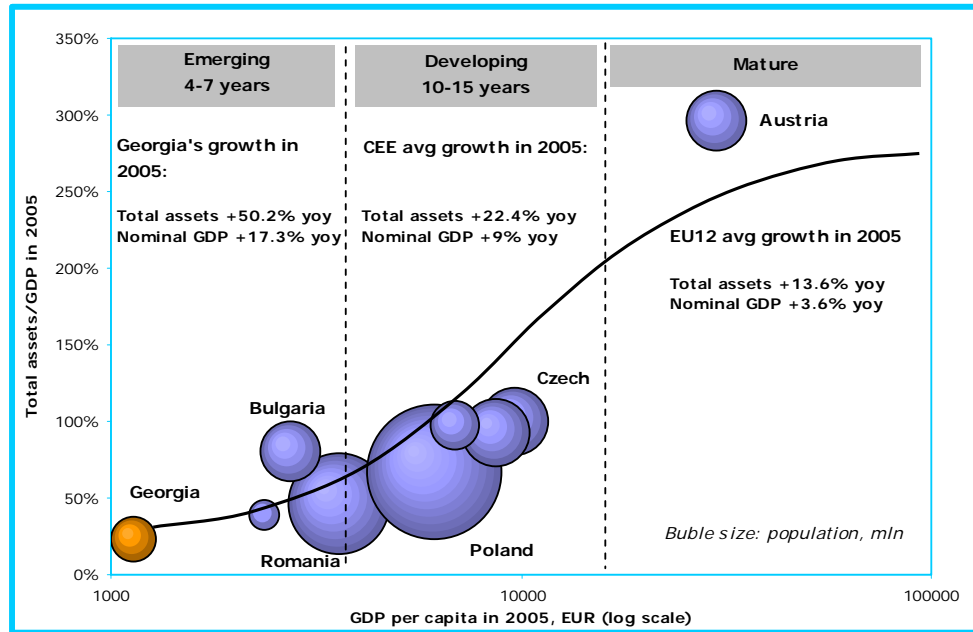 350%
300%
250%
200%
150%
100%
50%
0%
Total assets/GDP in 2005
Emerging
4-7 years
Developing
10-15 years
Mature
Georgia's growth in
2005:
Total assets +50.2% yoy
Nominal GDP +17.3% yoy
CEE avg growth in 2005:
Total assets +22.4% yoy
Nominal GDP +9% yoy
Austria
EU12 avg growth in 2005
Total assets +13.6% yoy
Nominal GDP +3.6% yoy
Czech
Bulgaria
Georgia
Romania
Poland
Buble size: population, mln
1000
10000
100000
GDP per capita in 2005, EUR (log scale)